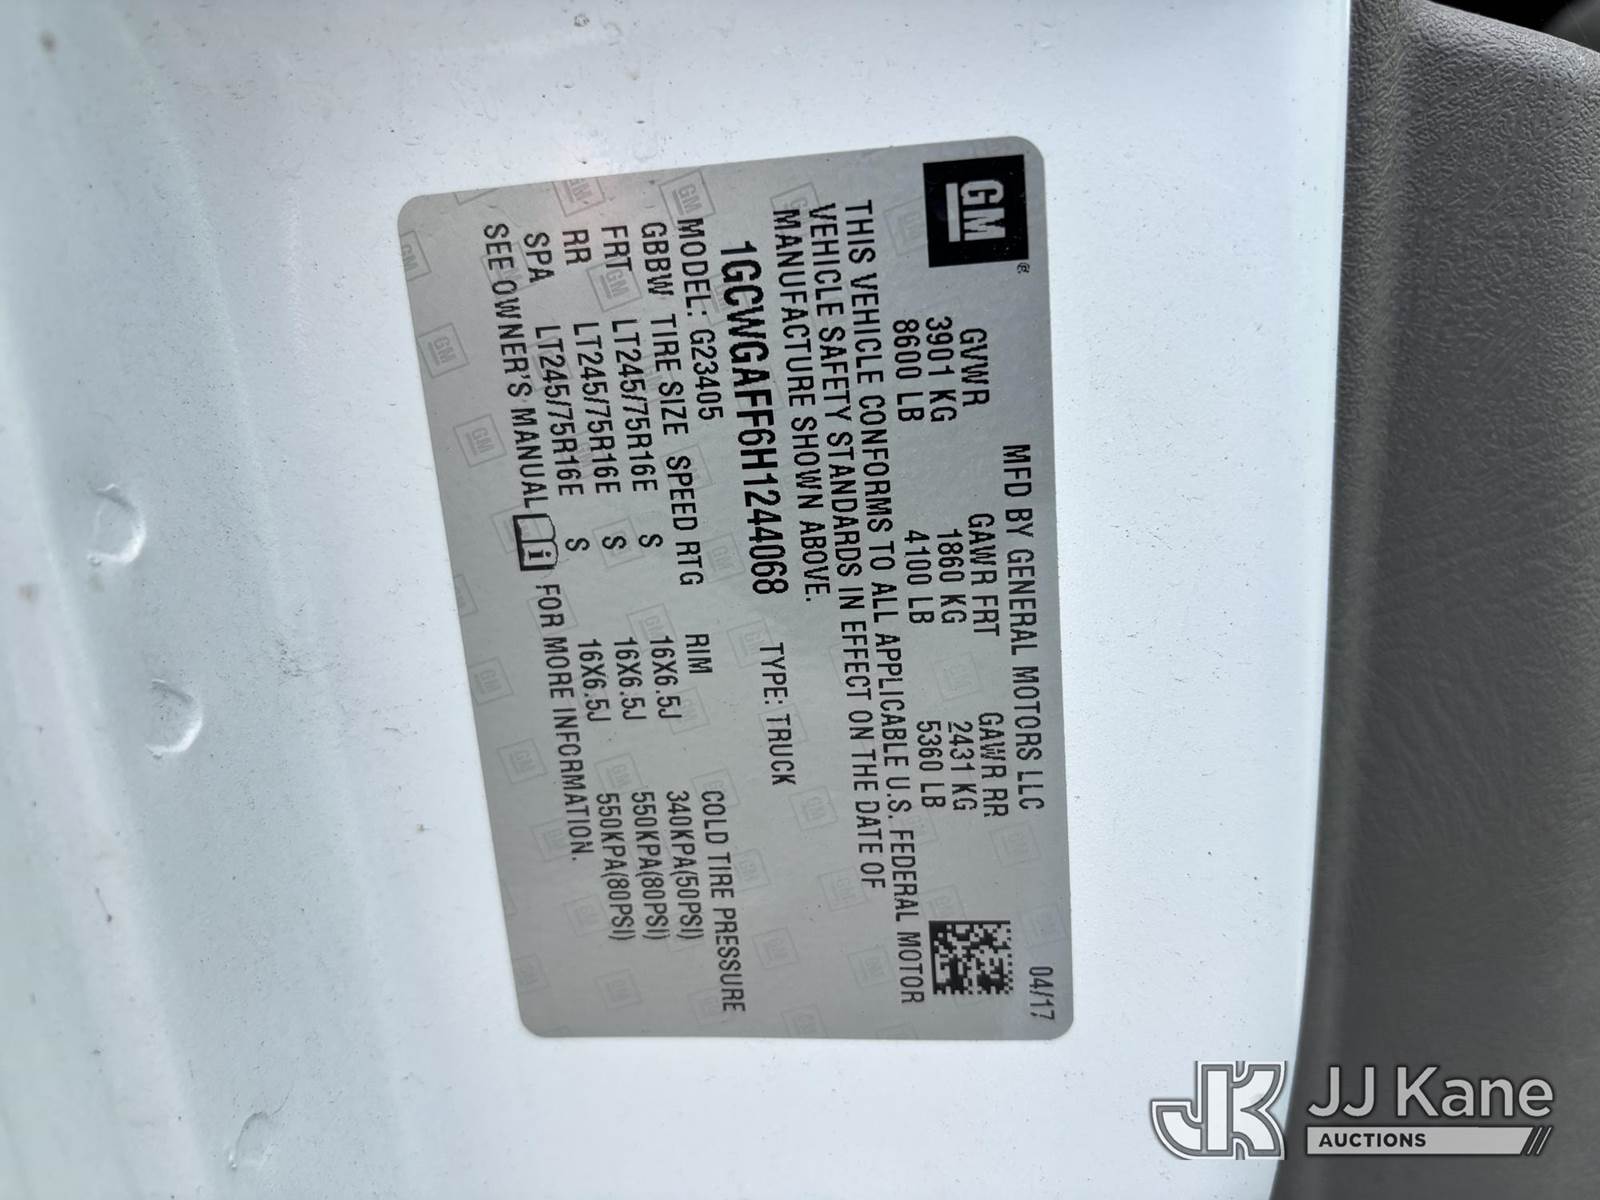 GM®
MFD BY GENERAL MOTORS LLC
04/17
GVWR GAWR FRT GAWR RR
3901 KG 1860 KG 2431 KG
8600 LB 4100 LB 5360 LB
THIS VEHICLE CONFORMS TO ALL APPLICABLE U.S. FEDERAL MOTOR
VEHICLE SAFETY STANDARDS IN EFFECT ON THE DATE OF
MANUFACTURE SHOWN ABOVE.
1GCWGAFF6H1244068 TYPE: TRUCK
MODEL: G23405
GBBW TIRE SIZE SPEED RTG RIM COLD TIRE PRESSURE
FRT LT245/75R16E S 16X6.5J 340KPA(50PSI)
RR LT245/75R16E S 16X6.5J 550KPA(80PSI)
SPA LT245/75R16E S 16X6.5J 550KPA(80PSI)
SEE OWNER'S MANUAL i FOR MORE INFORMATION.
JK JJ Kane
AUCTIONS